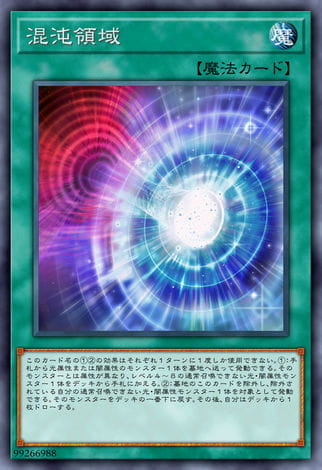 混沌領域
魔
【魔法カード】
このカード名の①②の効果はそれぞれ１ターンに１度しか使用できない。①：手
札から光属性または闇属性のモンスター１体を墓地へ送って発動できる。その
モンスターとは属性が異なり、レベル４～８の通常召喚できない光・闇属性モン
スター１体をデッキから手札に加える。②：墓地のこのカードを除外し、除外さ
れている自分の通常召喚できない光・闇属性モンスター１体を対象として発動
できる。そのモンスターをデッキの一番下に戻す。その後、自分はデッキから１
枚ドローする。
99266988